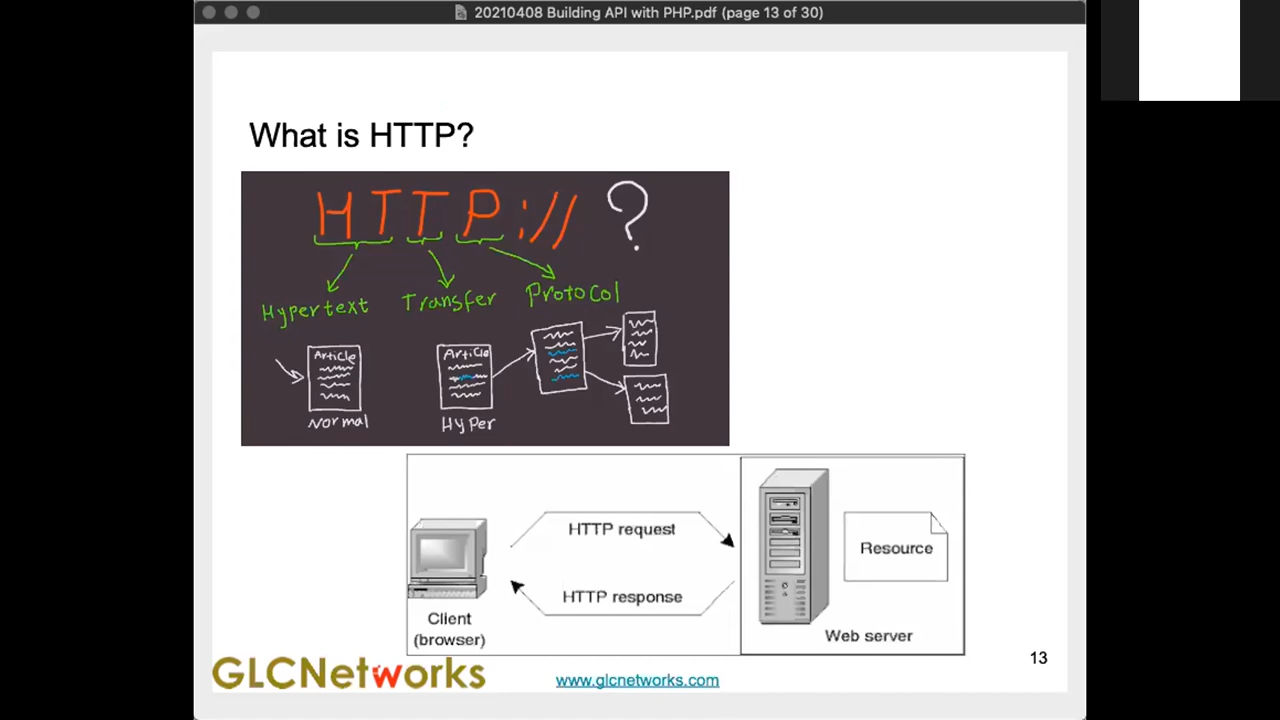 20210408 Building API with PHP.pdf (page 13 of 30)
What is HTTP?
HTTP:// ?
Hypertext Transfer Protocol
Article
Normal
Article
Hyper
HTTP request
HTTP response
Client
(browser)
Resource
Web server
GLCNetworks
www.glcnetworks.com
13